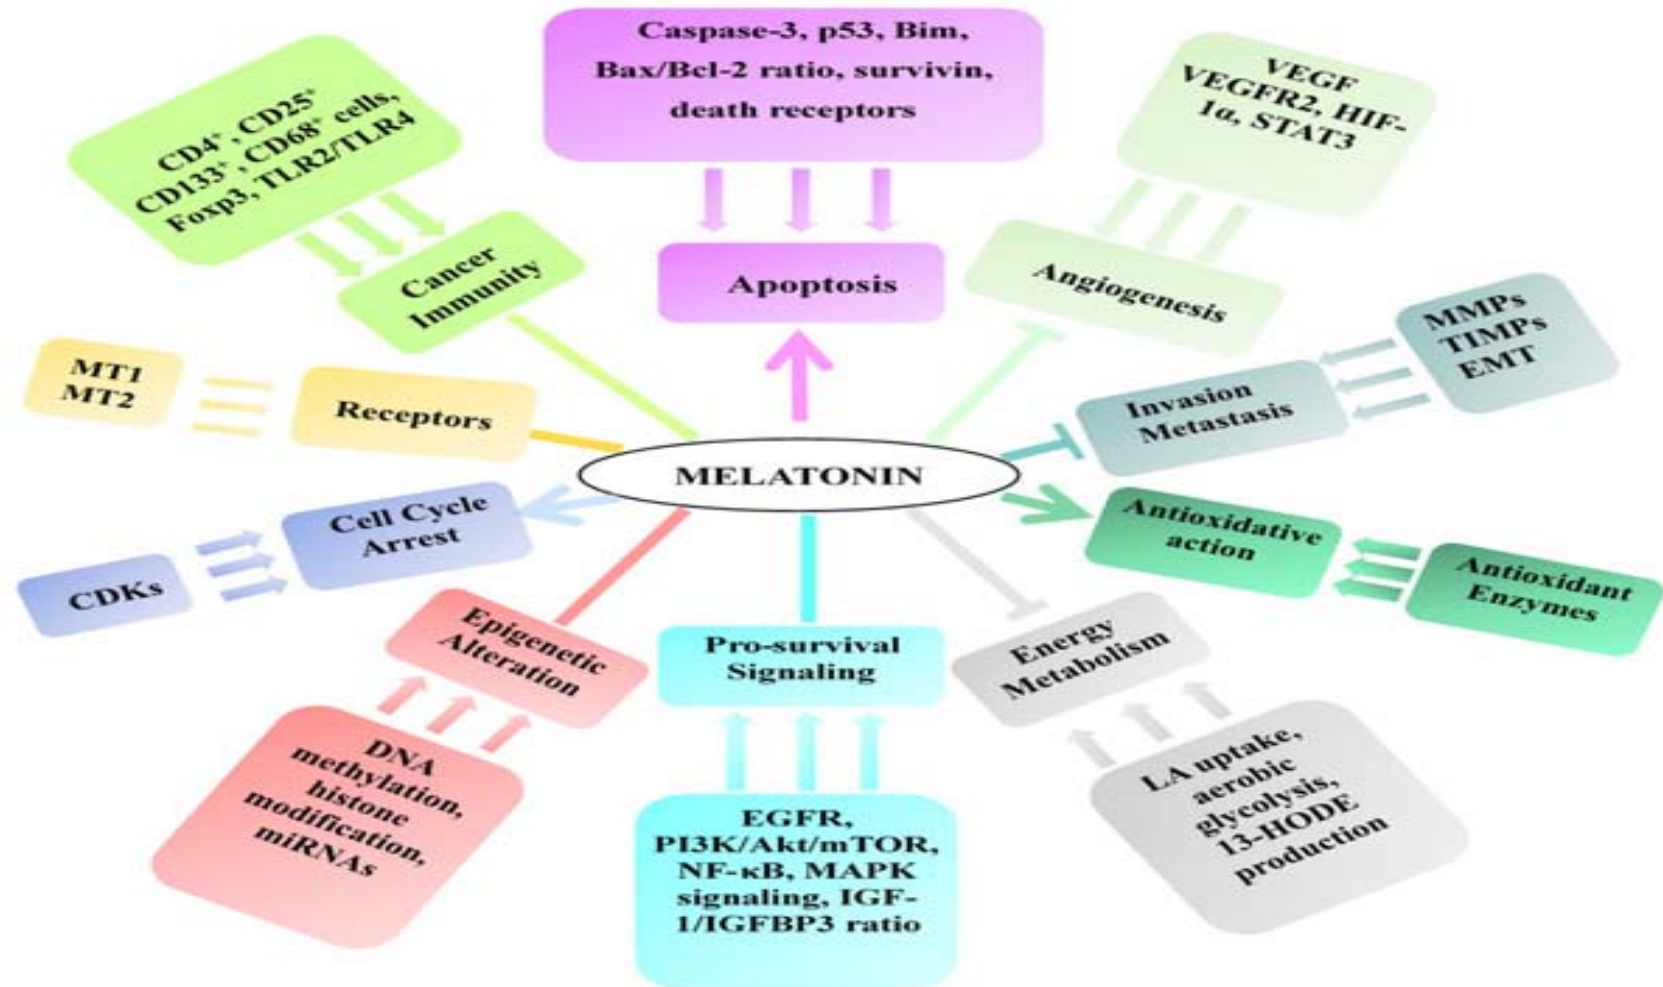 Caspase-3, p53, Bim,
Bax/Bcl-2 ratio, survivin,
death receptors
Apoptosis
CD4⁺, CD25⁺
CD133⁺, CD68⁺ cells,
Foxp3, TLR2/TLR4
Cancer
Immunity
VEGF
VEGFR2, HIF-
1α, STAT3
Angiogenesis
MT1
MT2
Receptors
MMPs
TIMPs
EMT
Invasion
Metastasis
MELATONIN
CDKs
Cell Cycle
Arrest
Antioxidative
action
Antioxidant
Enzymes
Epigenetic
Alteration
DNA
methylation,
histone
modification,
miRNAs
Pro-survival
Signaling
EGFR,
PI3K/Akt/mTOR,
NF-κB, MAPK
signaling, IGF-
1/IGFBP3 ratio
Energy
Metabolism
LA uptake,
aerobic
glycolysis,
13-HODE
production